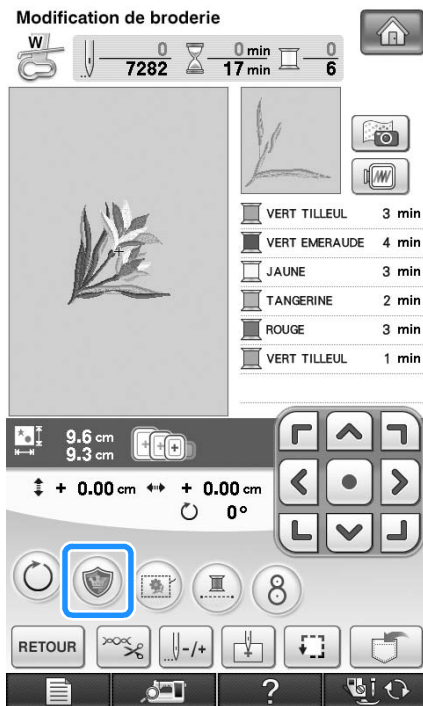 Modification de broderie
W
0 0 min 0
7282 17 min 6
VERT TILLEUL 3 min
VERT EMERAUDE 4 min
JAUNE 3 min
TANGERINE 2 min
ROUGE 3 min
VERT TILLEUL 1 min
9.6 cm
9.3 cm
+ 0.00 cm + 0.00 cm
0°
8
RETOUR -/+
?